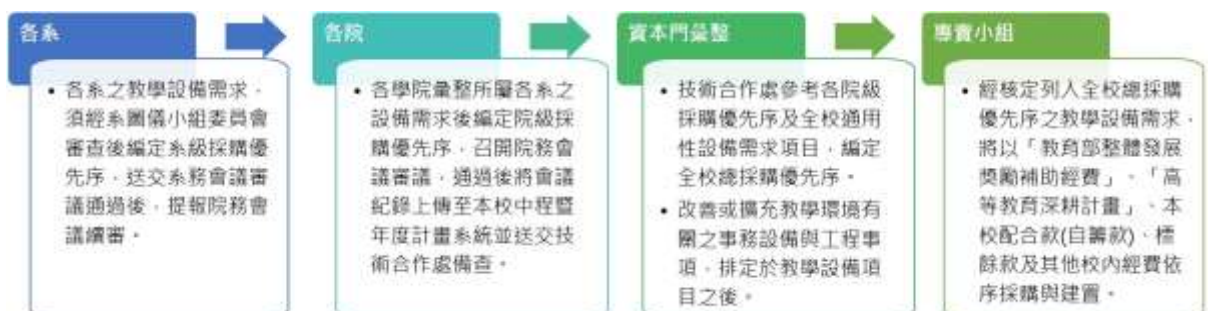 各系
• 各系之教學設備需求，
須經系圖儀小組委員會
審查後編定系級採購優
先序，送交系務會議審
議通過後，提報院務會
議續審。
各院
• 各學院彙整所屬各系之
設備需求後編定院級採
購優先序，召開院務會
議審議，通過後將會議
紀錄上傳至本校中程暨
年度計畫系統並送交技
術合作處備查。
資本門彙整
• 技術合作處參考各院級
採購優先序及全校通用
性設備需求項目，編定
全校總採購優先序。
• 改善或擴充教學環境有
關之事務設備與工程事
項，排定於教學設備項
目之後。
專責小組
• 經核定列入全校總採購
優先序之教學設備需求，
將以「教育部整體發展
獎勵補助經費」、「高
等教育深耕計畫」、本
校配合款(自籌款)、標
餘款及其他校內經費依
序採購與建置。